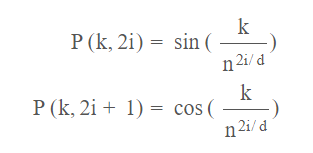 P (k, 2i) = sin ( k / n^{2i/d} )
P (k, 2i + 1) = cos ( k / n^{2i/d} )